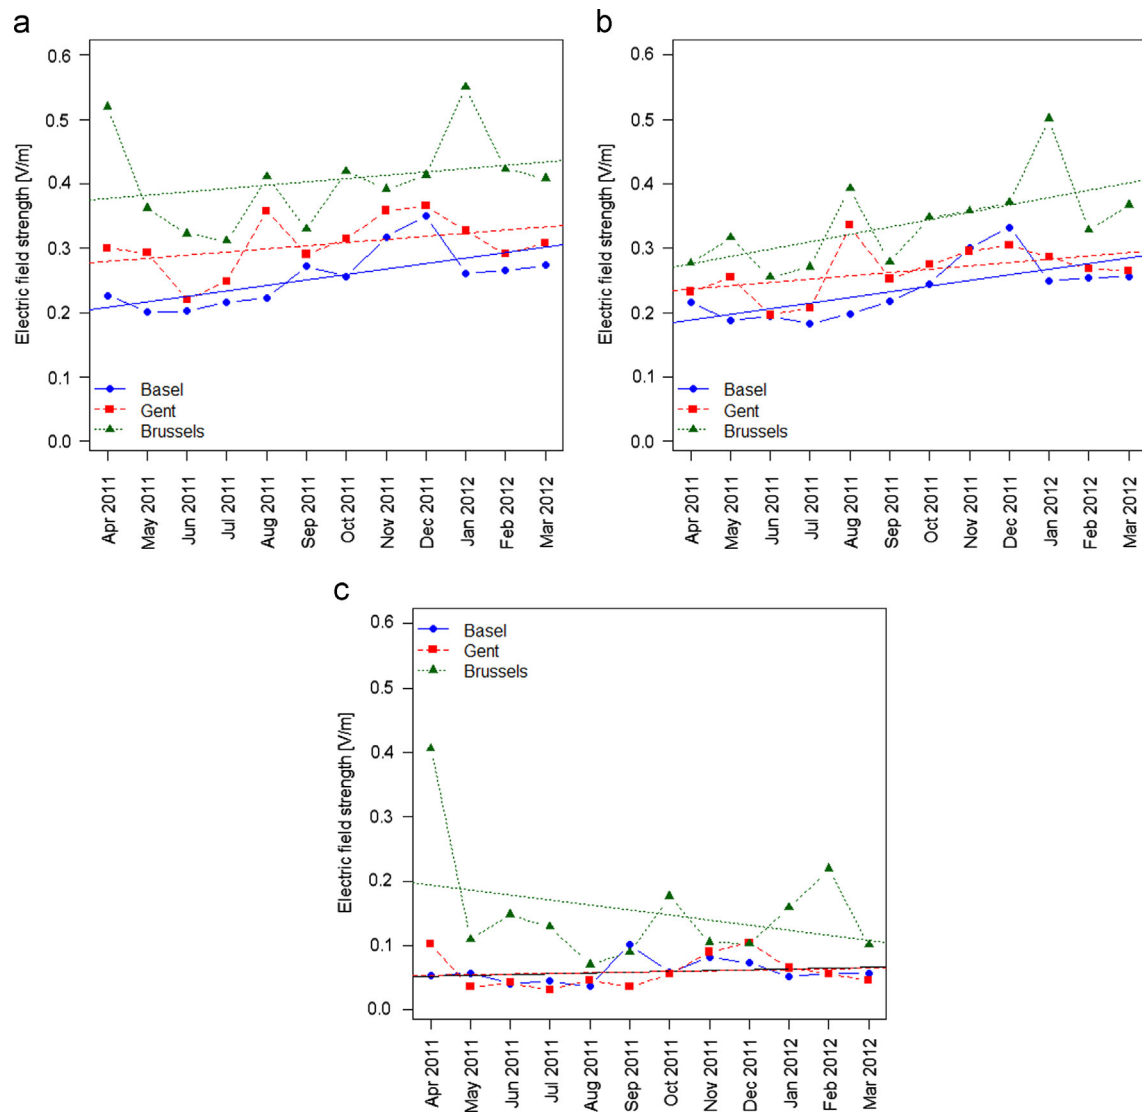 a
Electric field strength [V/m]
0.6
0.5
0.4
0.3
0.2
0.1
0.0
Basel
Gent
Brussels
Apr 2011
May 2011
Jun 2011
Jul 2011
Aug 2011
Sep 2011
Oct 2011
Nov 2011
Dec 2011
Jan 2012
Feb 2012
Mar 2012
b
Electric field strength [V/m]
0.6
0.5
0.4
0.3
0.2
0.1
0.0
Basel
Gent
Brussels
Apr 2011
May 2011
Jun 2011
Jul 2011
Aug 2011
Sep 2011
Oct 2011
Nov 2011
Dec 2011
Jan 2012
Feb 2012
Mar 2012
c
Electric field strength [V/m]
0.6
0.5
0.4
0.3
0.2
0.1
0.0
Basel
Gent
Brussels
Apr 2011
May 2011
Jun 2011
Jul 2011
Aug 2011
Sep 2011
Oct 2011
Nov 2011
Dec 2011
Jan 2012
Feb 2012
Mar 2012